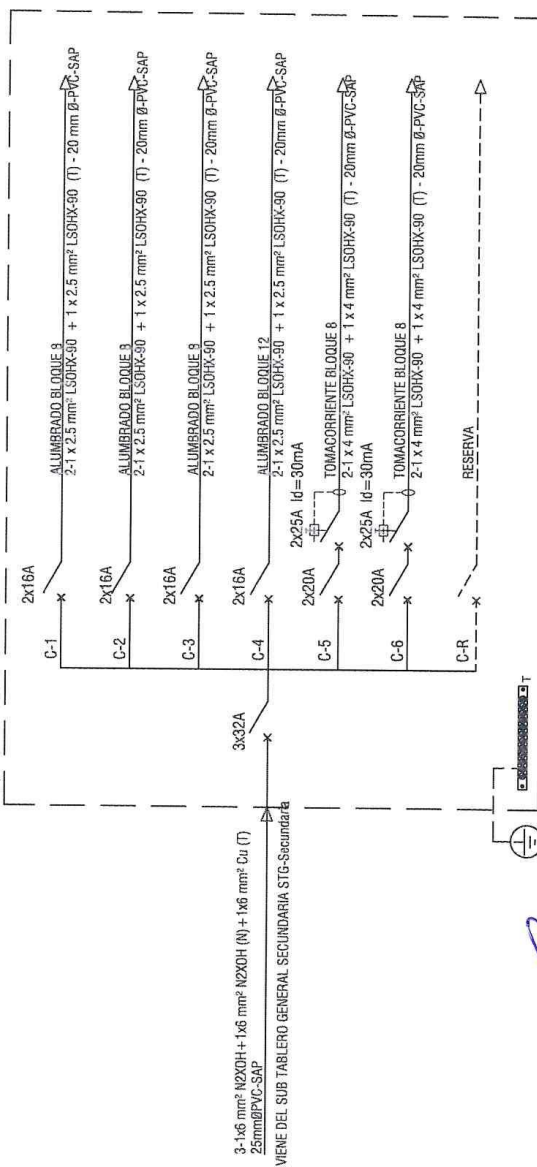 3-1x6 mm² N2XOH+1x6 mm² N2XOH (N)+1x6 mm² Cu (T)
25mmØPVC-SAP
VIENE DEL SUB TABLERO GENERAL SECUNDARIA STG-Secundaria
3x32A
C-1
2x16A
ALUMBRADO BLOQUE 9
2-1 x 2.5 mm² LSOHX-90 + 1 x 2.5 mm² LSOHX-90 (T) - 20 mm Ø-PVC-SAP
C-2
2x16A
ALUMBRADO BLOQUE 9
2-1 x 2.5 mm² LSOHX-90 + 1 x 2.5 mm² LSOHX-90 (T) - 20mm Ø-PVC-SAP
C-3
2x16A
ALUMBRADO BLOQUE 9
2-1 x 2.5 mm² LSOHX-90 + 1 x 2.5 mm² LSOHX-90 (T) - 20mm Ø-PVC-SAP
C-4
2x16A
ALUMBRADO BLOQUE 12
2-1 x 2.5 mm² LSOHX-90 + 1 x 2.5 mm² LSOHX-90 (T) - 20mm Ø-PVC-SAP
C-5
2x20A
2x25A Id=30mA
TOMACORRIENTE BLOQUE 8
2-1 x 4 mm² LSOHX-90 + 1 x 4 mm² LSOHX-90 (T) - 20mm Ø-PVC-SAP
C-6
2x20A
2x25A Id=30mA
TOMACORRIENTE BLOQUE 8
2-1 x 4 mm² LSOHX-90 + 1 x 4 mm² LSOHX-90 (T) - 20mm Ø-PVC-SAP
C-R
RESERVA
T